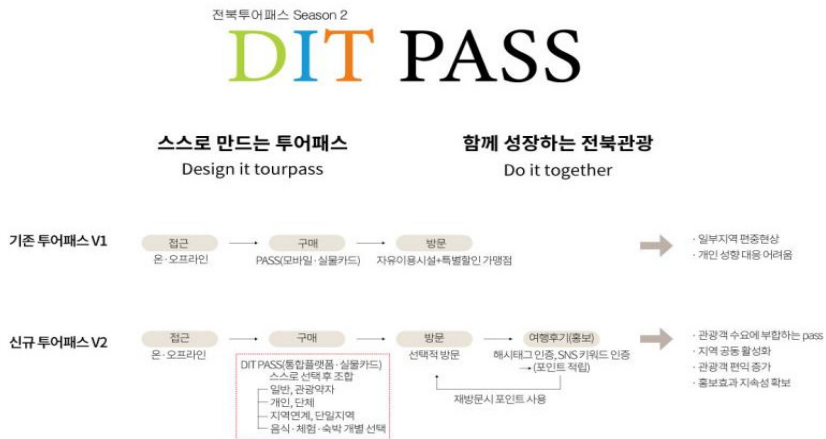 전북투어패스 Season 2
DIT PASS
스스로 만드는 투어패스
Design it tourpass
함께 성장하는 전북관광
Do it together
기존 투어패스 V1
접근
온·오프라인
구매
PASS(모바일·실물카드)
방문
자유이용시설+특별할인 가맹점
· 일부지역 편중현상
· 개인 성향 대응 어려움
신규 투어패스 V2
접근
온·오프라인
구매
DIT PASS(통합플랫폼·실물카드)
스스로 선택 후 조합
일반, 관광약자
개인, 단체
지역연계, 단일지역
음식·체험·숙박 개별 선택
방문
선택적 방문
여행후기(홍보)
해시태그 인증, SNS 키워드 인증
→(포인트 적립)
재방문시 포인트 사용
· 관광객 수요에 부합하는 pass
· 지역 공동 활성화
· 관광객 편익 증가
· 홍보효과 지속성 확보